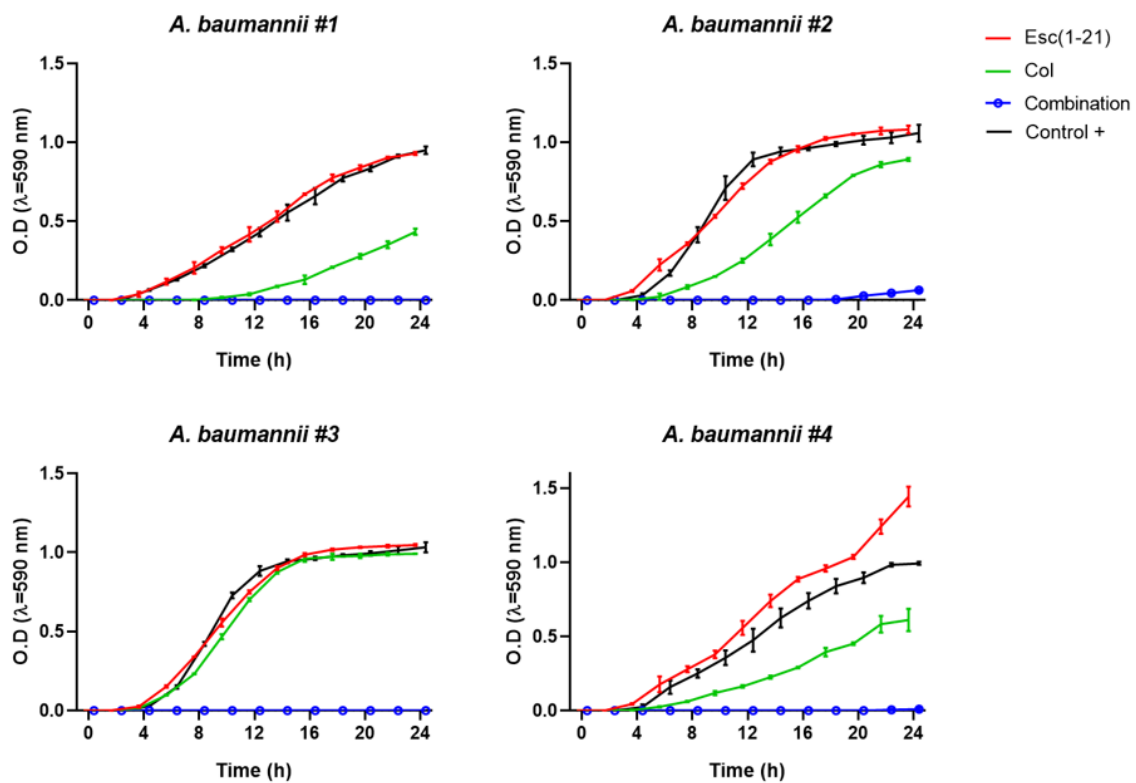 A. baumannii #1
1.5
1.0
0.5
0.0
O.D (λ=590 nm)
0 4 8 12 16 20 24
Time (h)
A. baumannii #2
1.5
1.0
0.5
0.0
O.D (λ=590 nm)
0 4 8 12 16 20 24
Time (h)
Esc(1-21)
Col
Combination
Control +
A. baumannii #3
1.5
1.0
0.5
0.0
O.D (λ=590 nm)
0 4 8 12 16 20 24
Time (h)
A. baumannii #4
1.5
1.0
0.5
0.0
O.D (λ=590 nm)
0 4 8 12 16 20 24
Time (h)